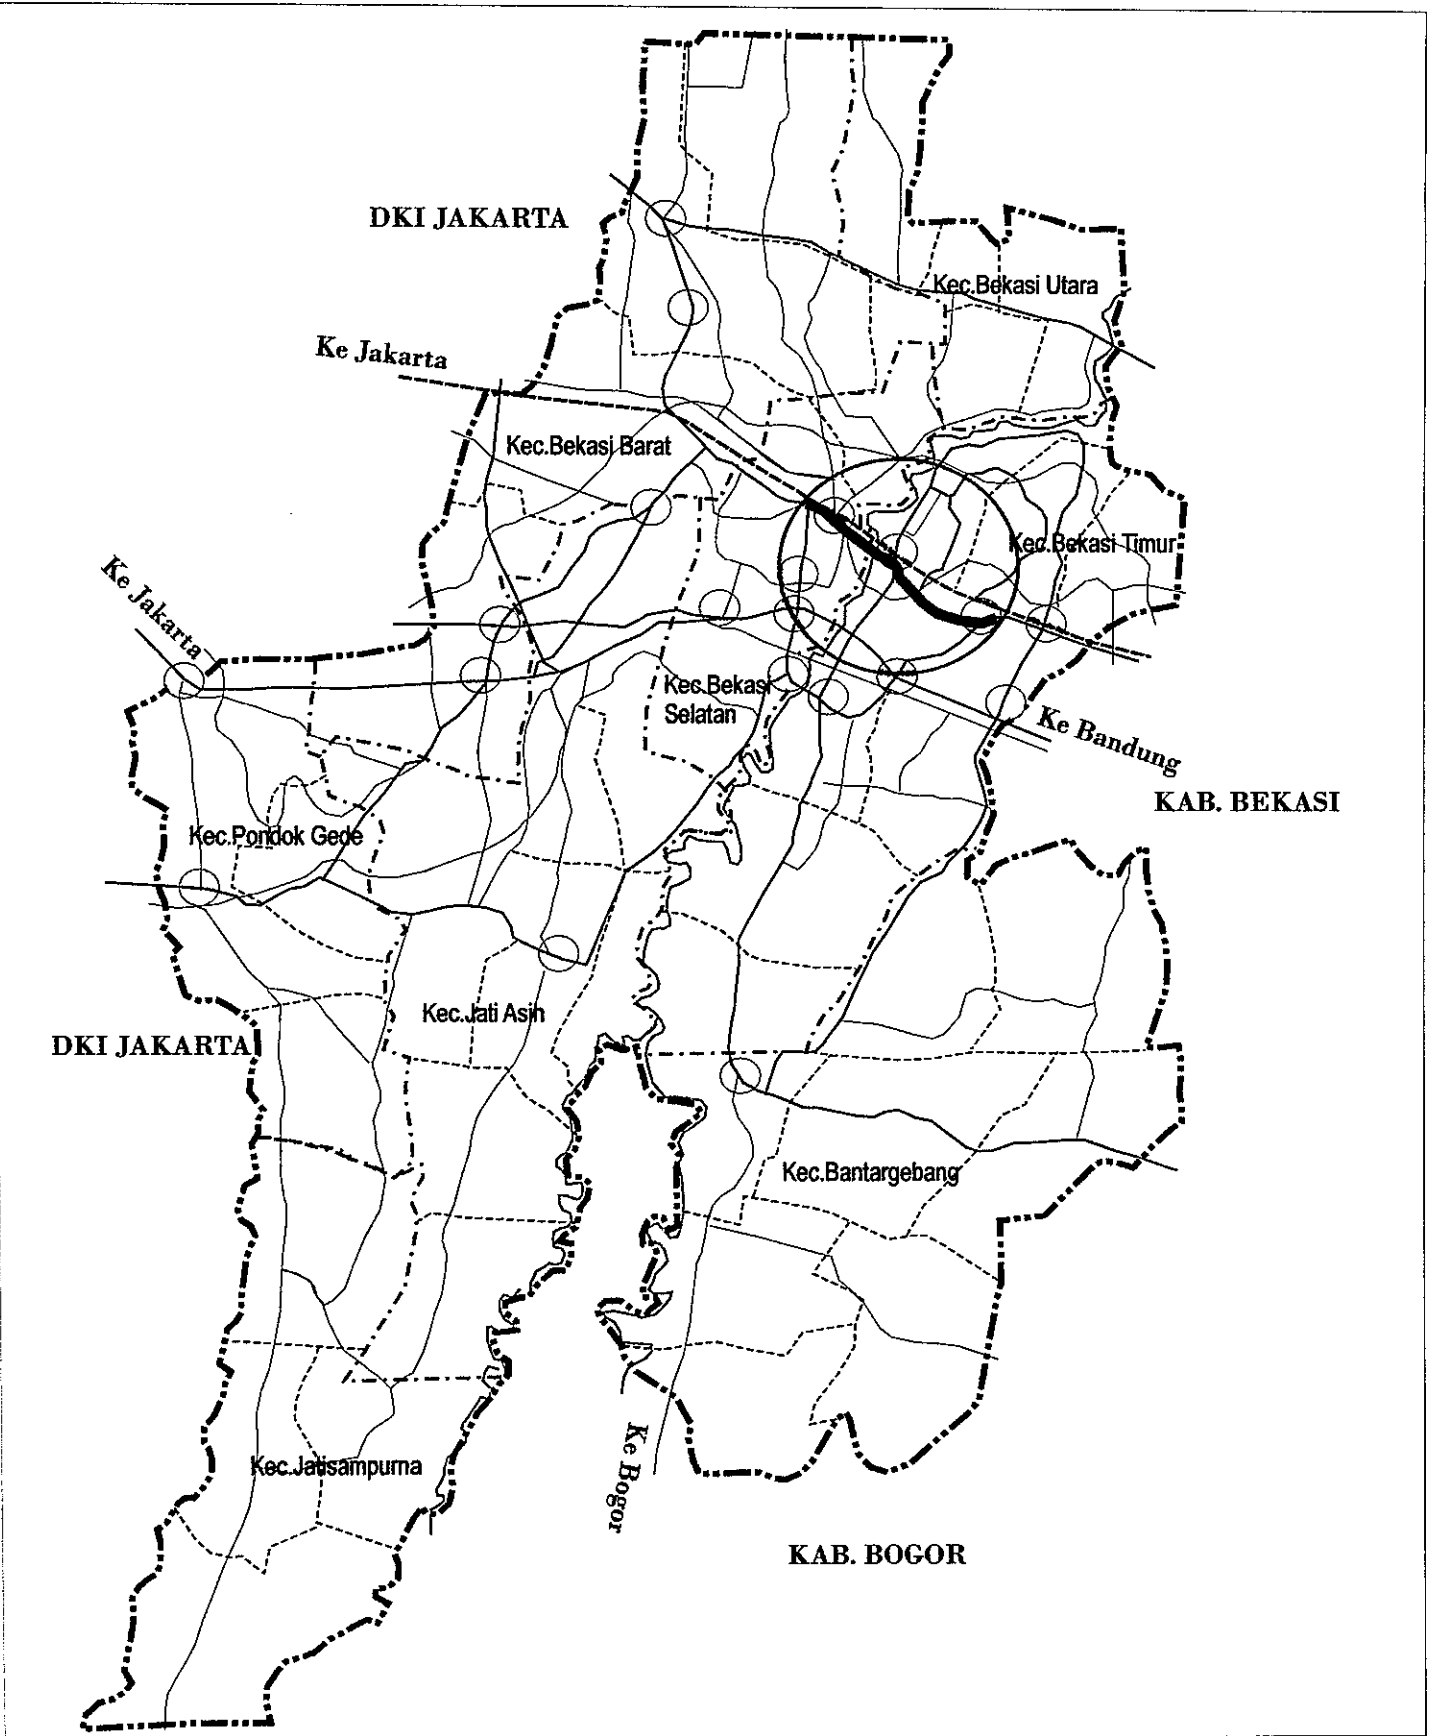 DKI JAKARTA
Kec.Bekasi Utara
Ke Jakarta
Kec.Bekasi Barat
Kec.Bekasi Timur
Ke Jakarta
Kec.Bekasi
Selatan
Ke Bandung
KAB. BEKASI
Kec.Pondok Gede
Kec.Jati Asih
DKI JAKARTA
Kec.Bantargebang
Ke Bogor
Kec.Jatisampurna
KAB. BOGOR